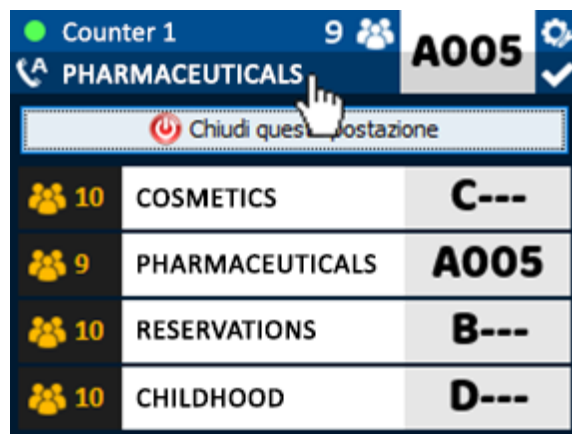 Counter 1 9 A005
A PHARMACEUTICALS
Chiudi postazione
10 COSMETICS C---
9 PHARMACEUTICALS A005
10 RESERVATIONS B---
10 CHILDHOOD D---